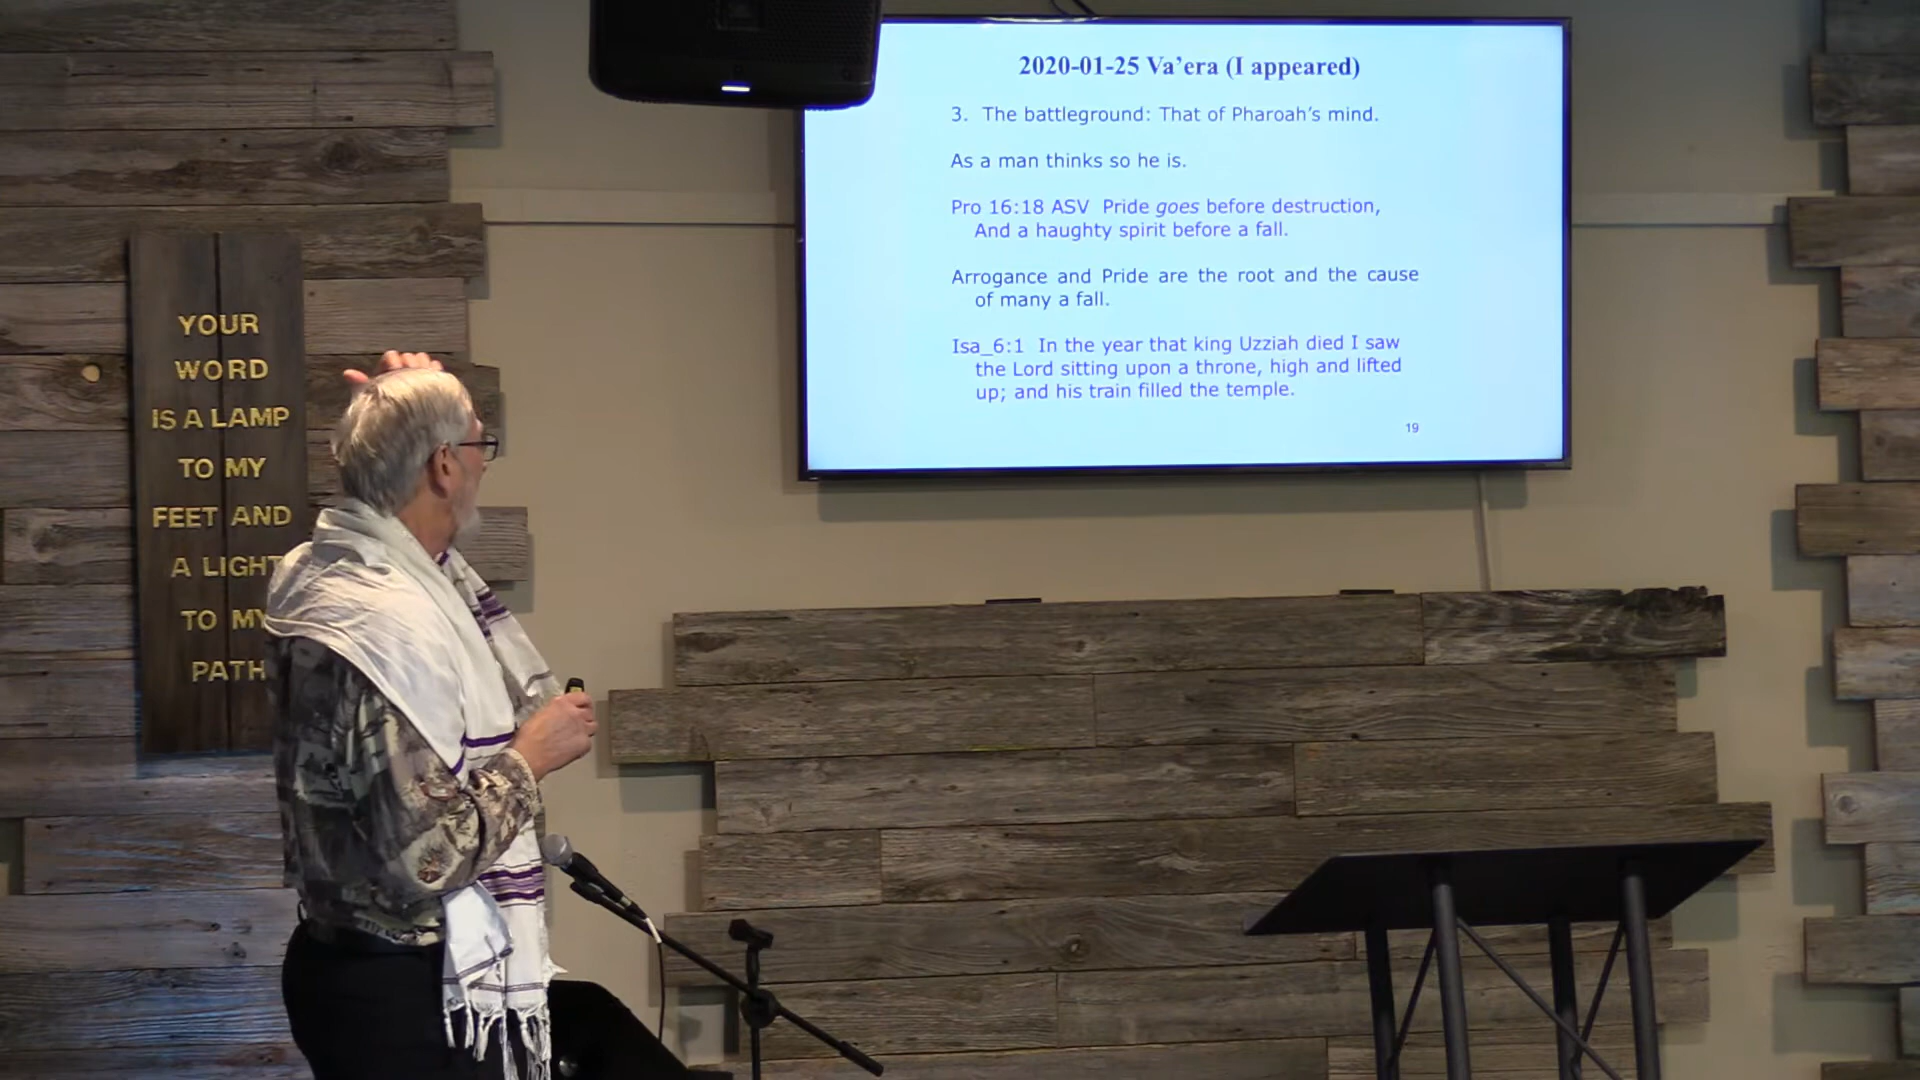 YOUR
WORD
IS A LAMP
TO MY
FEET AND
A LIGHT
TO MY
PATH
2020-01-25 Va’era (I appeared)
3. The battleground: That of Pharoah’s mind.
As a man thinks so he is.
Pro 16:18 ASV Pride goes before destruction,
And a haughty spirit before a fall.
Arrogance and Pride are the root and the cause
of many a fall.
Isa_6:1 In the year that king Uzziah died I saw
the Lord sitting upon a throne, high and lifted
up; and his train filled the temple.
19